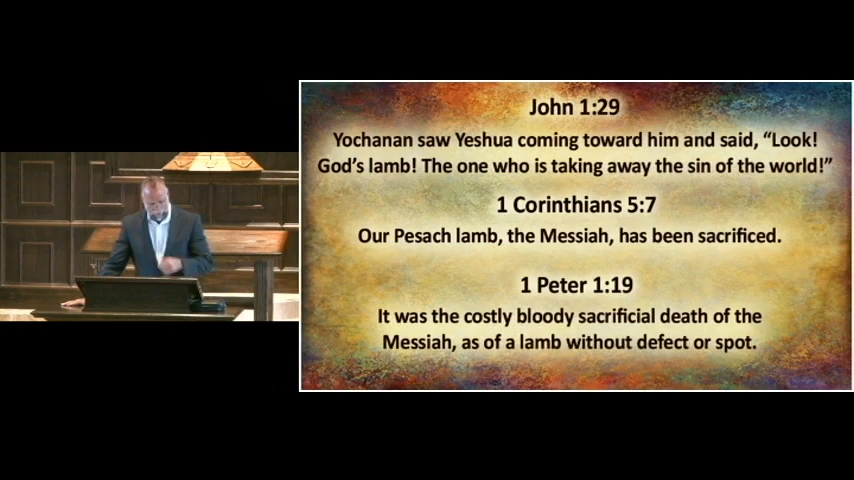 John 1:29
Yochanan saw Yeshua coming toward him and said, “Look!
God’s lamb! The one who is taking away the sin of the world!”
1 Corinthians 5:7
Our Pesach lamb, the Messiah, has been sacrificed.
1 Peter 1:19
It was the costly bloody sacrificial death of the
Messiah, as of a lamb without defect or spot.